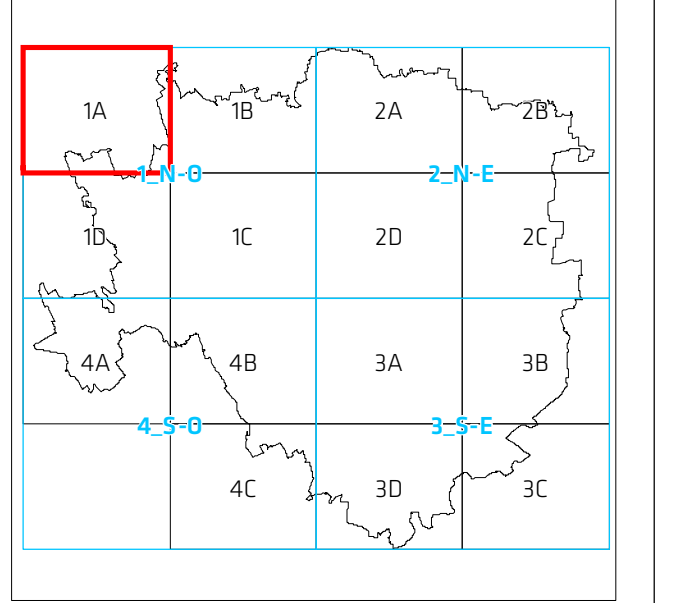 1A 1B 2A 2B
1_N-O 2_N-E
1D 1C 2D 2C
4A 4B 3A 3B
4_S-O 3_S-E
4C 3D 3C